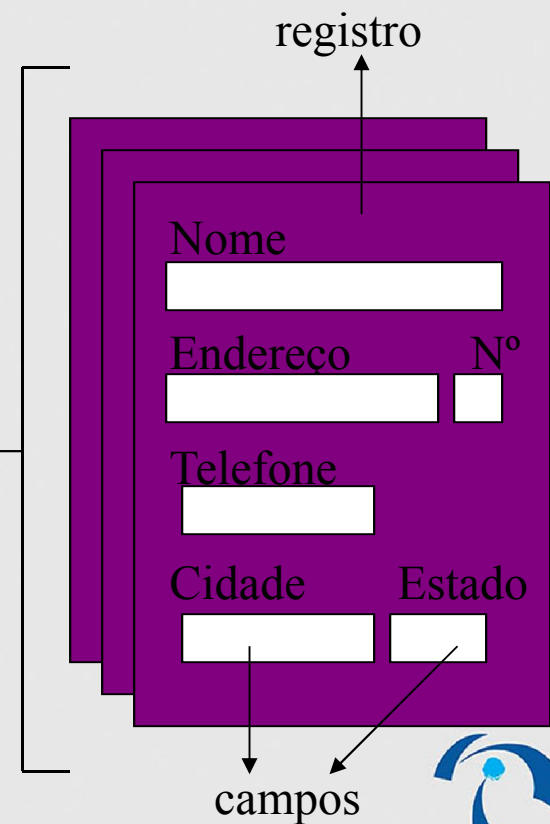 registro
Nome
Endereço Nº
Telefone
Cidade Estado
campos